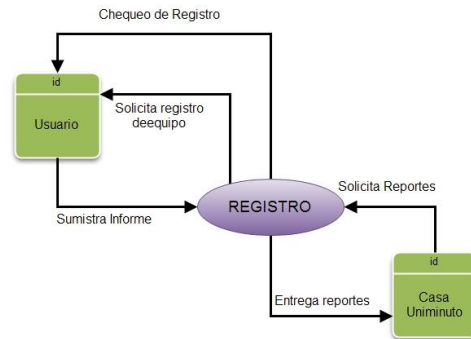 Chequeo de Registro
id
Usuario
Solicita registro
deequipo
Sumistra Informe
REGISTRO
Solicita Reportes
id
Casa
Uniminuto
Entrega reportes